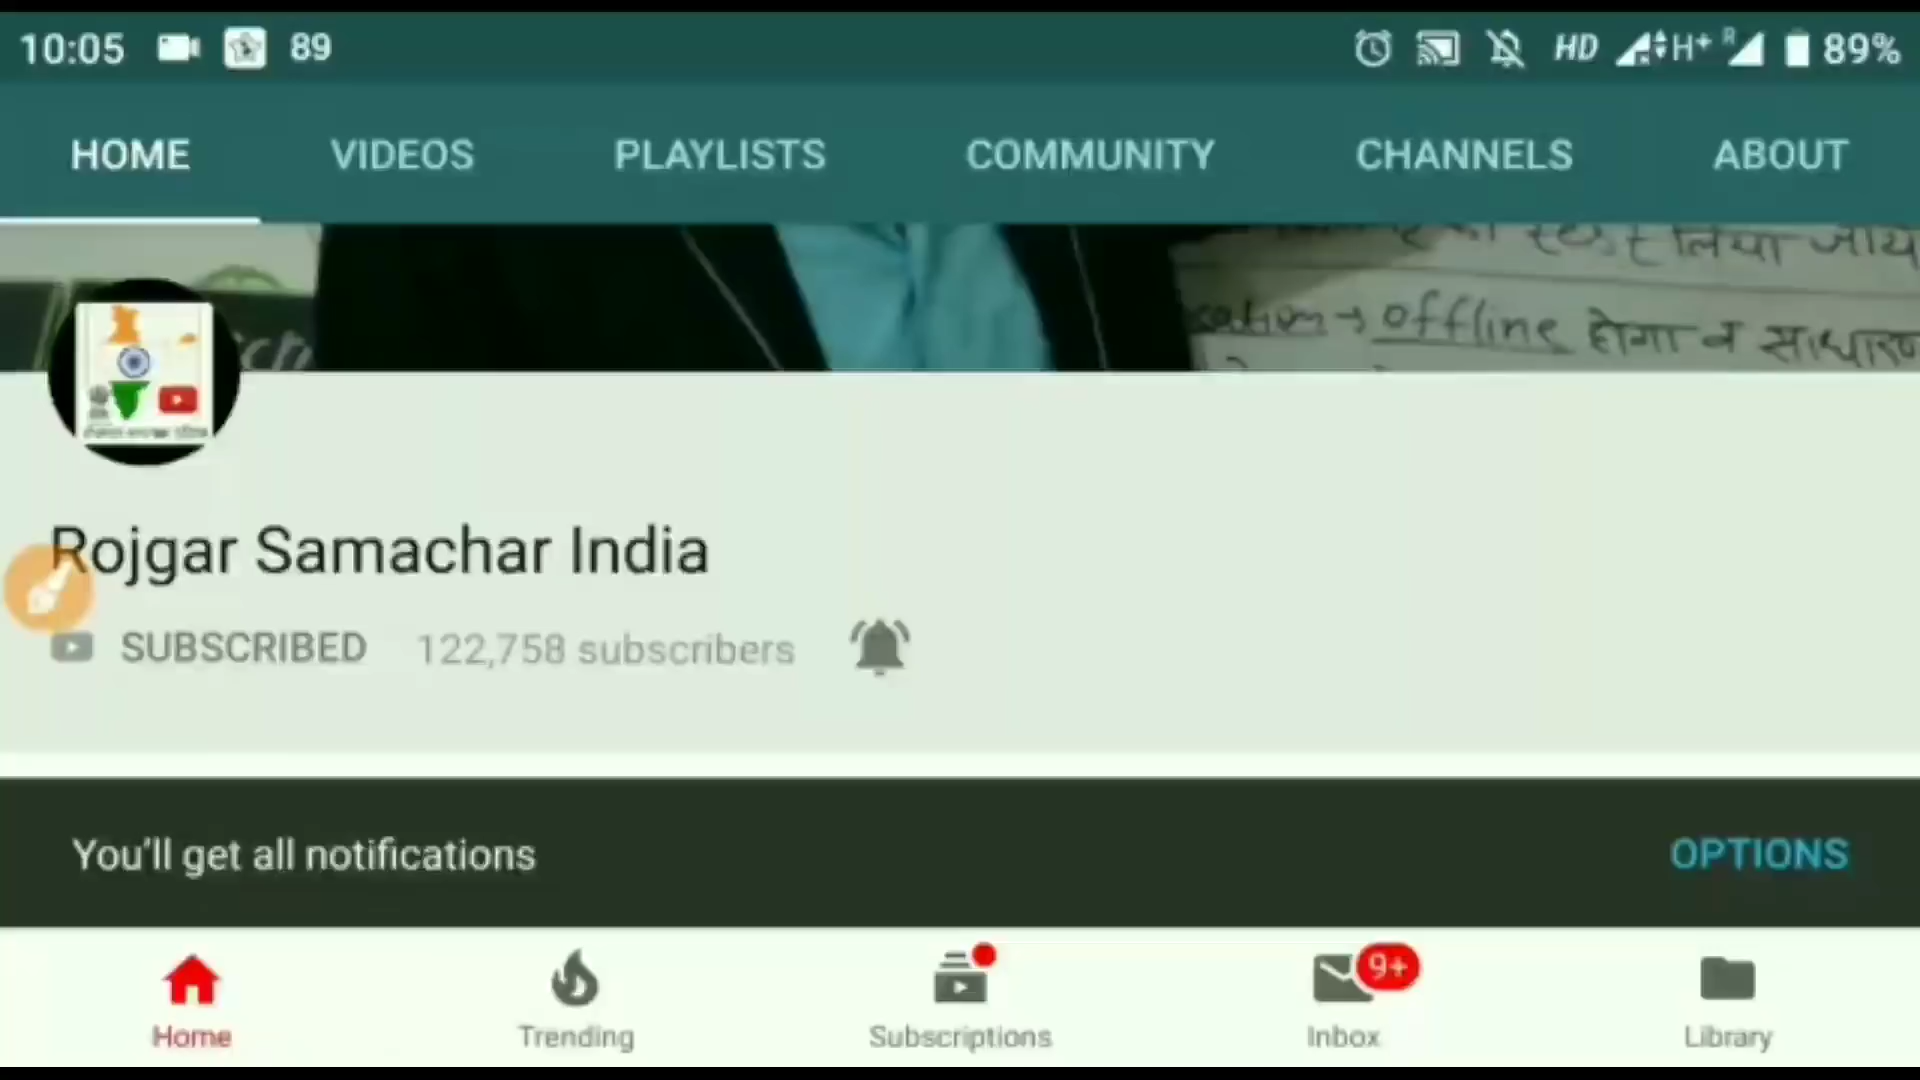 10:05 89 HD H+ R 89%
HOME VIDEOS PLAYLISTS COMMUNITY CHANNELS ABOUT
लिया जाय
offline होगा व साधारण
Rojgar Samachar India
SUBSCRIBED 122,758 subscribers
You'll get all notifications OPTIONS
9+
Home Trending Subscriptions Inbox Library